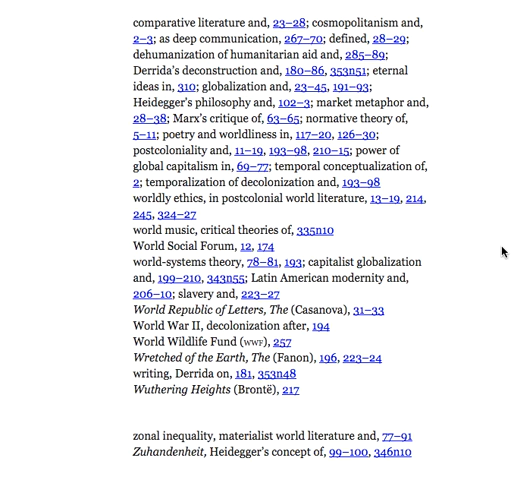 comparative literature and, 23–28; cosmopolitanism and,
2–3; as deep communication, 267–70; defined, 28–29;
dehumanization of humanitarian aid and, 285–89;
Derrida's deconstruction and, 180–86, 353n51; eternal
ideas in, 310; globalization and, 23–45, 191–93;
Heidegger's philosophy and, 102–3; market metaphor and,
28–38; Marx's critique of, 63–65; normative theory of,
5–11; poetry and worldliness in, 117–20, 126–30;
postcoloniality and, 11–19, 193–98, 210–15; power of
global capitalism in, 69–77; temporal conceptualization of,
2; temporalization of decolonization and, 193–98
worldly ethics, in postcolonial world literature, 13–19, 214,
245, 324–27
world music, critical theories of, 335n10
World Social Forum, 12, 174
world-systems theory, 78–81, 193; capitalist globalization
and, 199–210, 343n55; Latin American modernity and,
206–10; slavery and, 223–27
World Republic of Letters, The (Casanova), 31–33
World War II, decolonization after, 194
World Wildlife Fund (WWF), 257
Wretched of the Earth, The (Fanon), 196, 223–24
writing, Derrida on, 181, 353n48
Wuthering Heights (Brontë), 217
zonal inequality, materialist world literature and, 77–91
Zuhandenheit, Heidegger's concept of, 99–100, 346n10